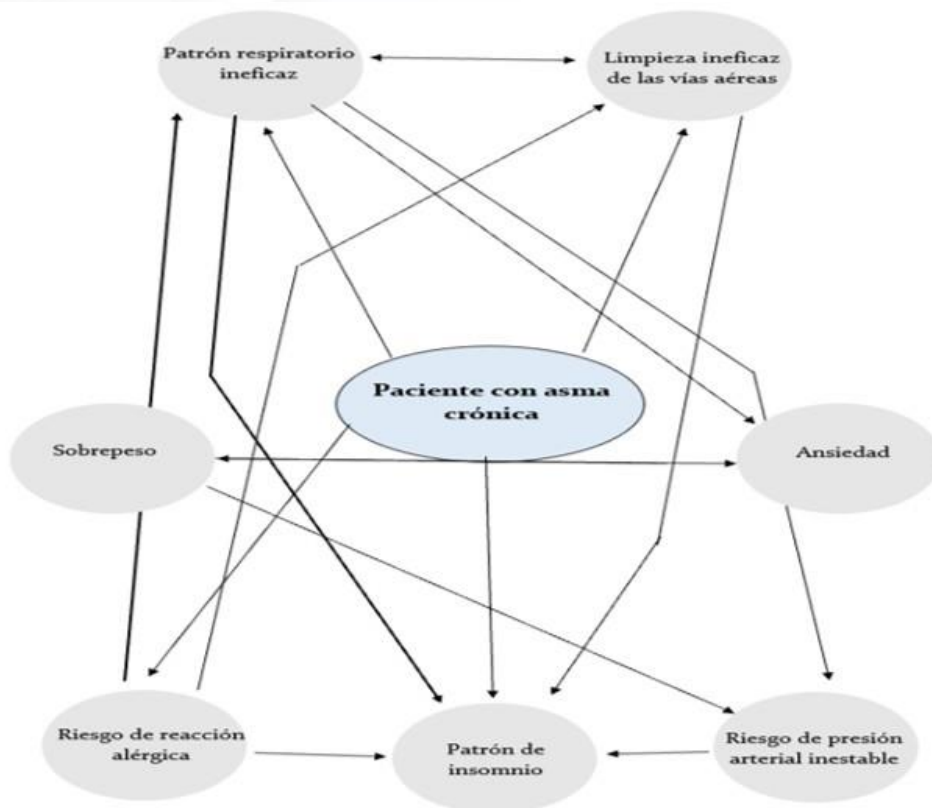 Patrón respiratorio
ineficaz
Limpieza ineficaz
de las vías aéreas
Paciente con asma
crónica
Sobrepeso
Ansiedad
Riesgo de reacción
alérgica
Patrón de
insomnio
Riesgo de presión
arterial inestable